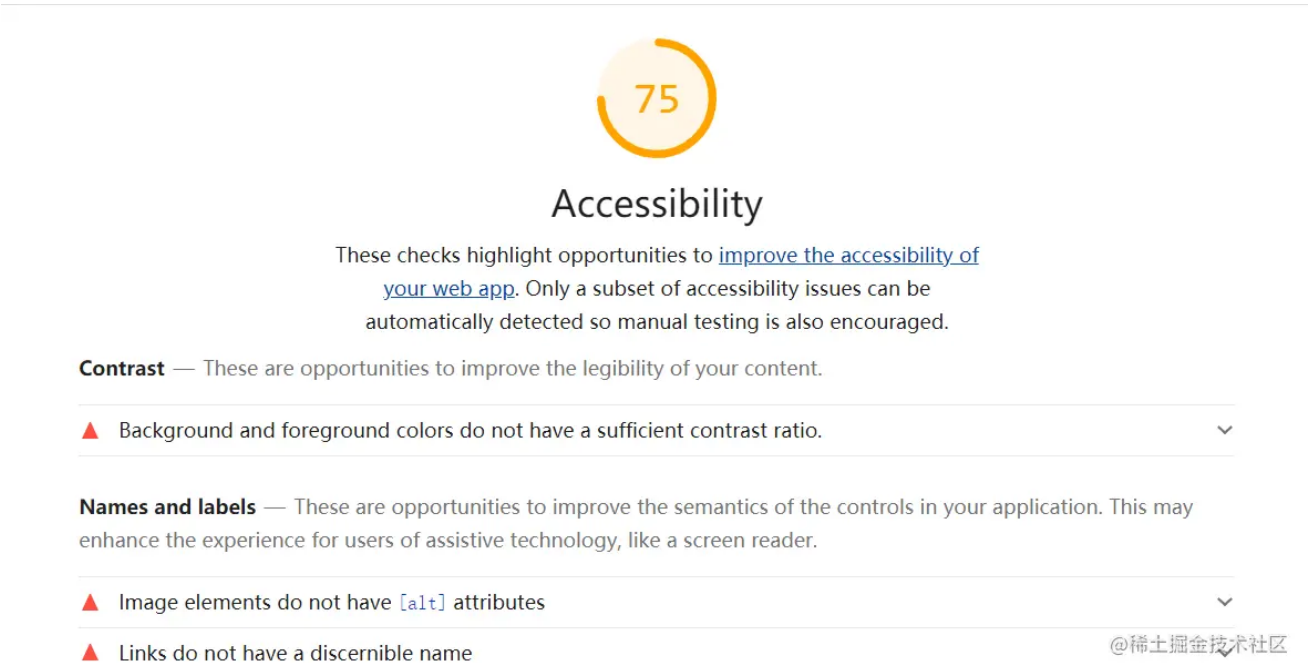 75
Accessibility
These checks highlight opportunities to improve the accessibility of
your web app. Only a subset of accessibility issues can be
automatically detected so manual testing is also encouraged.
Contrast — These are opportunities to improve the legibility of your content.
Background and foreground colors do not have a sufficient contrast ratio.
Names and labels — These are opportunities to improve the semantics of the controls in your application. This may
enhance the experience for users of assistive technology, like a screen reader.
Image elements do not have [alt] attributes
Links do not have a discernible name
@稀土掘金技术社区